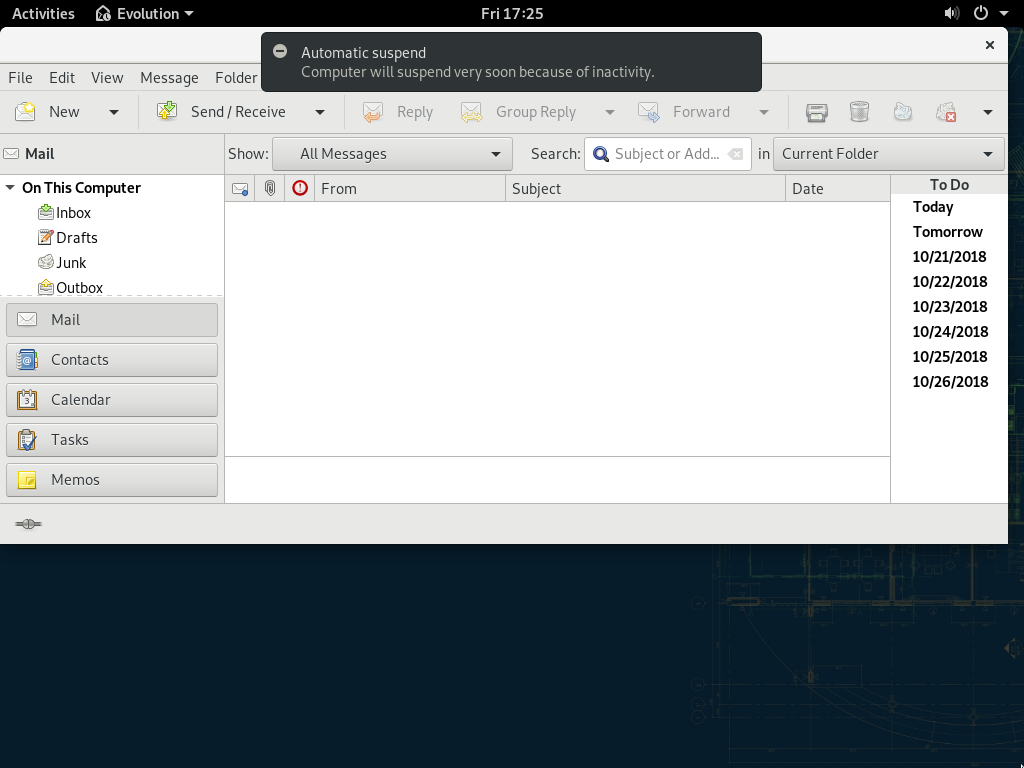 Activities Evolution Fri 17:25
Automatic suspend
Computer will suspend very soon because of inactivity.
File Edit View Message Folder
New Send / Receive Reply Group Reply Forward
Mail Show: All Messages Search: Subject or Add... in Current Folder
On This Computer
Inbox
Drafts
Junk
Outbox
Mail
Contacts
Calendar
Tasks
Memos
From Subject Date
To Do
Today
Tomorrow
10/21/2018
10/22/2018
10/23/2018
10/24/2018
10/25/2018
10/26/2018